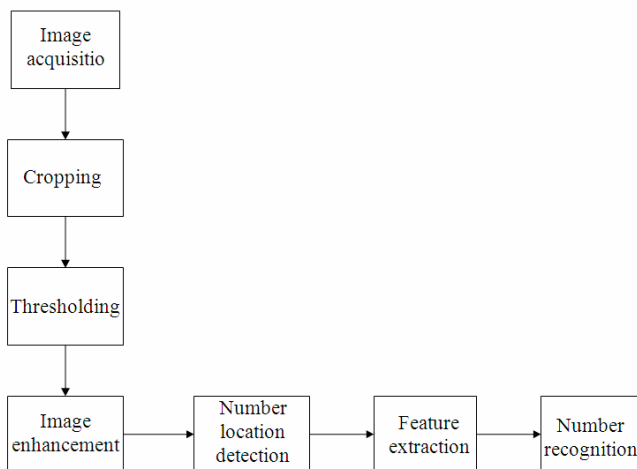 Image
acquisitio
Cropping
Thresholding
Image
enhancement
Number
location
detection
Feature
extraction
Number
recognition